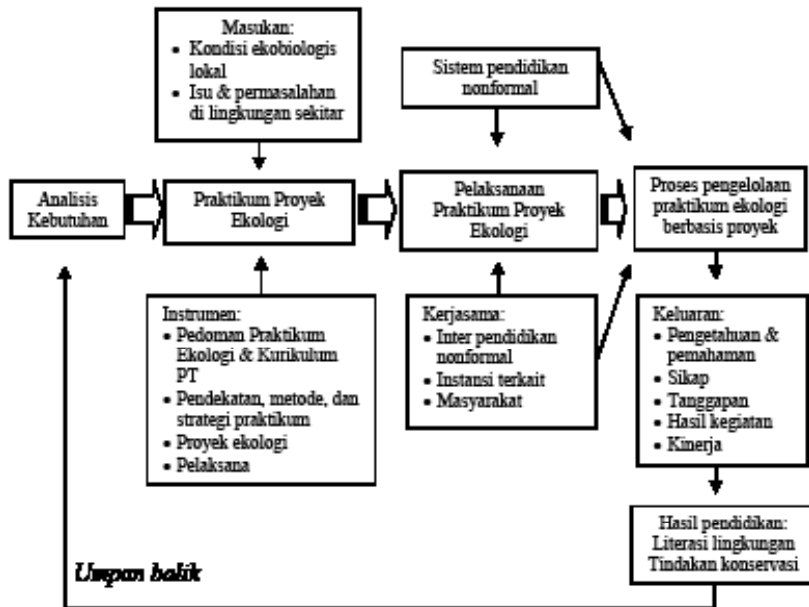 Masukan:
• Kondisi ekobiologis
lokal
• Isu & permasalahan
di lingkungan sekitar
Sistem pendidikan
nonformal
Analisis
Kebutuhan
Praktikum Proyek
Ekologi
Pelaksanaan
Praktikum Proyek
Ekologi
Proses pengelolaan
praktikum ekologi
berbasis proyek
Instrumen:
• Pedoman Praktikum
Ekologi & Kurikulum
PT
• Pendekatan, metode, dan
strategi praktikum
• Proyek ekologi
• Pelaksana
Kerjasama:
• Inter pendidikan
nonformal
• Instansi terkait
• Masyarakat
Keluaran:
• Pengetahuan &
pemahaman
• Sikap
• Tanggapan
• Hasil kegiatan
• Kinerja
Hasil pendidikan:
Literasi lingkungan
Tindakan konservasi
Umpan balik